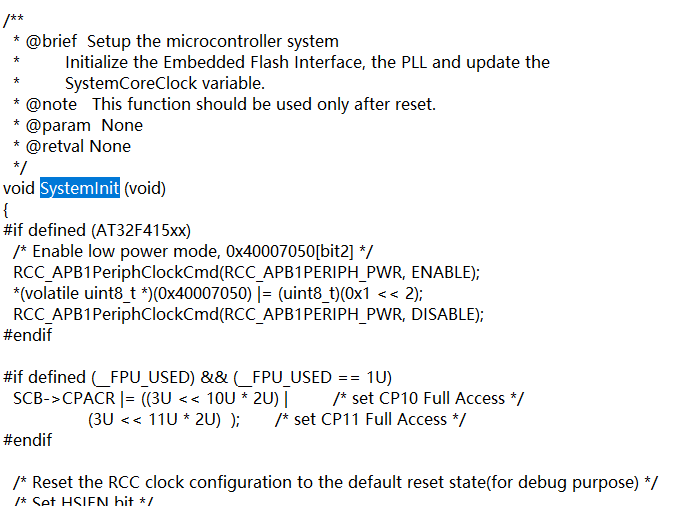 /**
  * @brief  Setup the microcontroller system
  *         Initialize the Embedded Flash Interface, the PLL and update the
  *         SystemCoreClock variable.
  * @note   This function should be used only after reset.
  * @param  None
  * @retval None
  */
void SystemInit (void)
{
#if defined (AT32F415xx)
  /* Enable low power mode, 0x40007050[bit2] */
  RCC_APB1PeriphClockCmd(RCC_APB1PERIPH_PWR, ENABLE);
  *(volatile uint8_t *)(0x40007050) |= (uint8_t)(0x1 << 2);
  RCC_APB1PeriphClockCmd(RCC_APB1PERIPH_PWR, DISABLE);
#endif

#if defined (__FPU_USED) && (__FPU_USED == 1U)
  SCB->CPACR |= ((3U << 10U * 2U) |         /* set CP10 Full Access */
                 (3U << 11U * 2U)  );       /* set CP11 Full Access */
#endif

  /* Reset the RCC clock configuration to the default reset state(for debug purpose) */
  /* Set HSIEN bit */